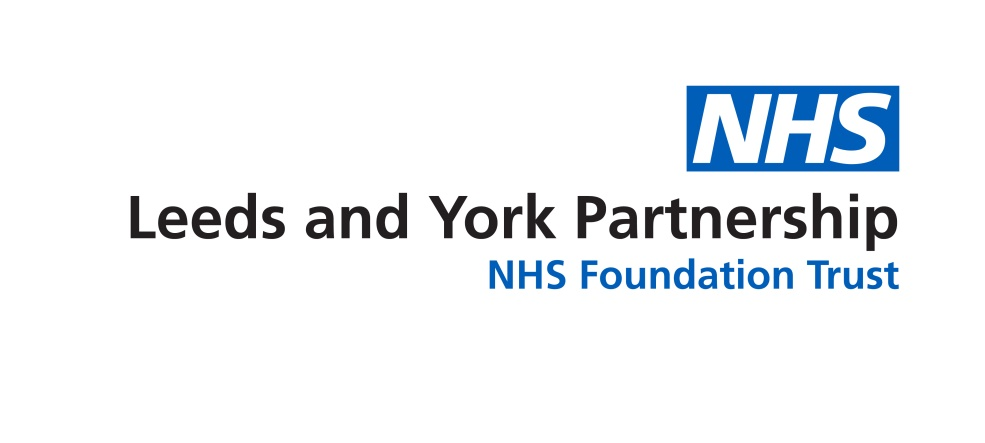 NHS
Leeds and York Partnership
NHS Foundation Trust